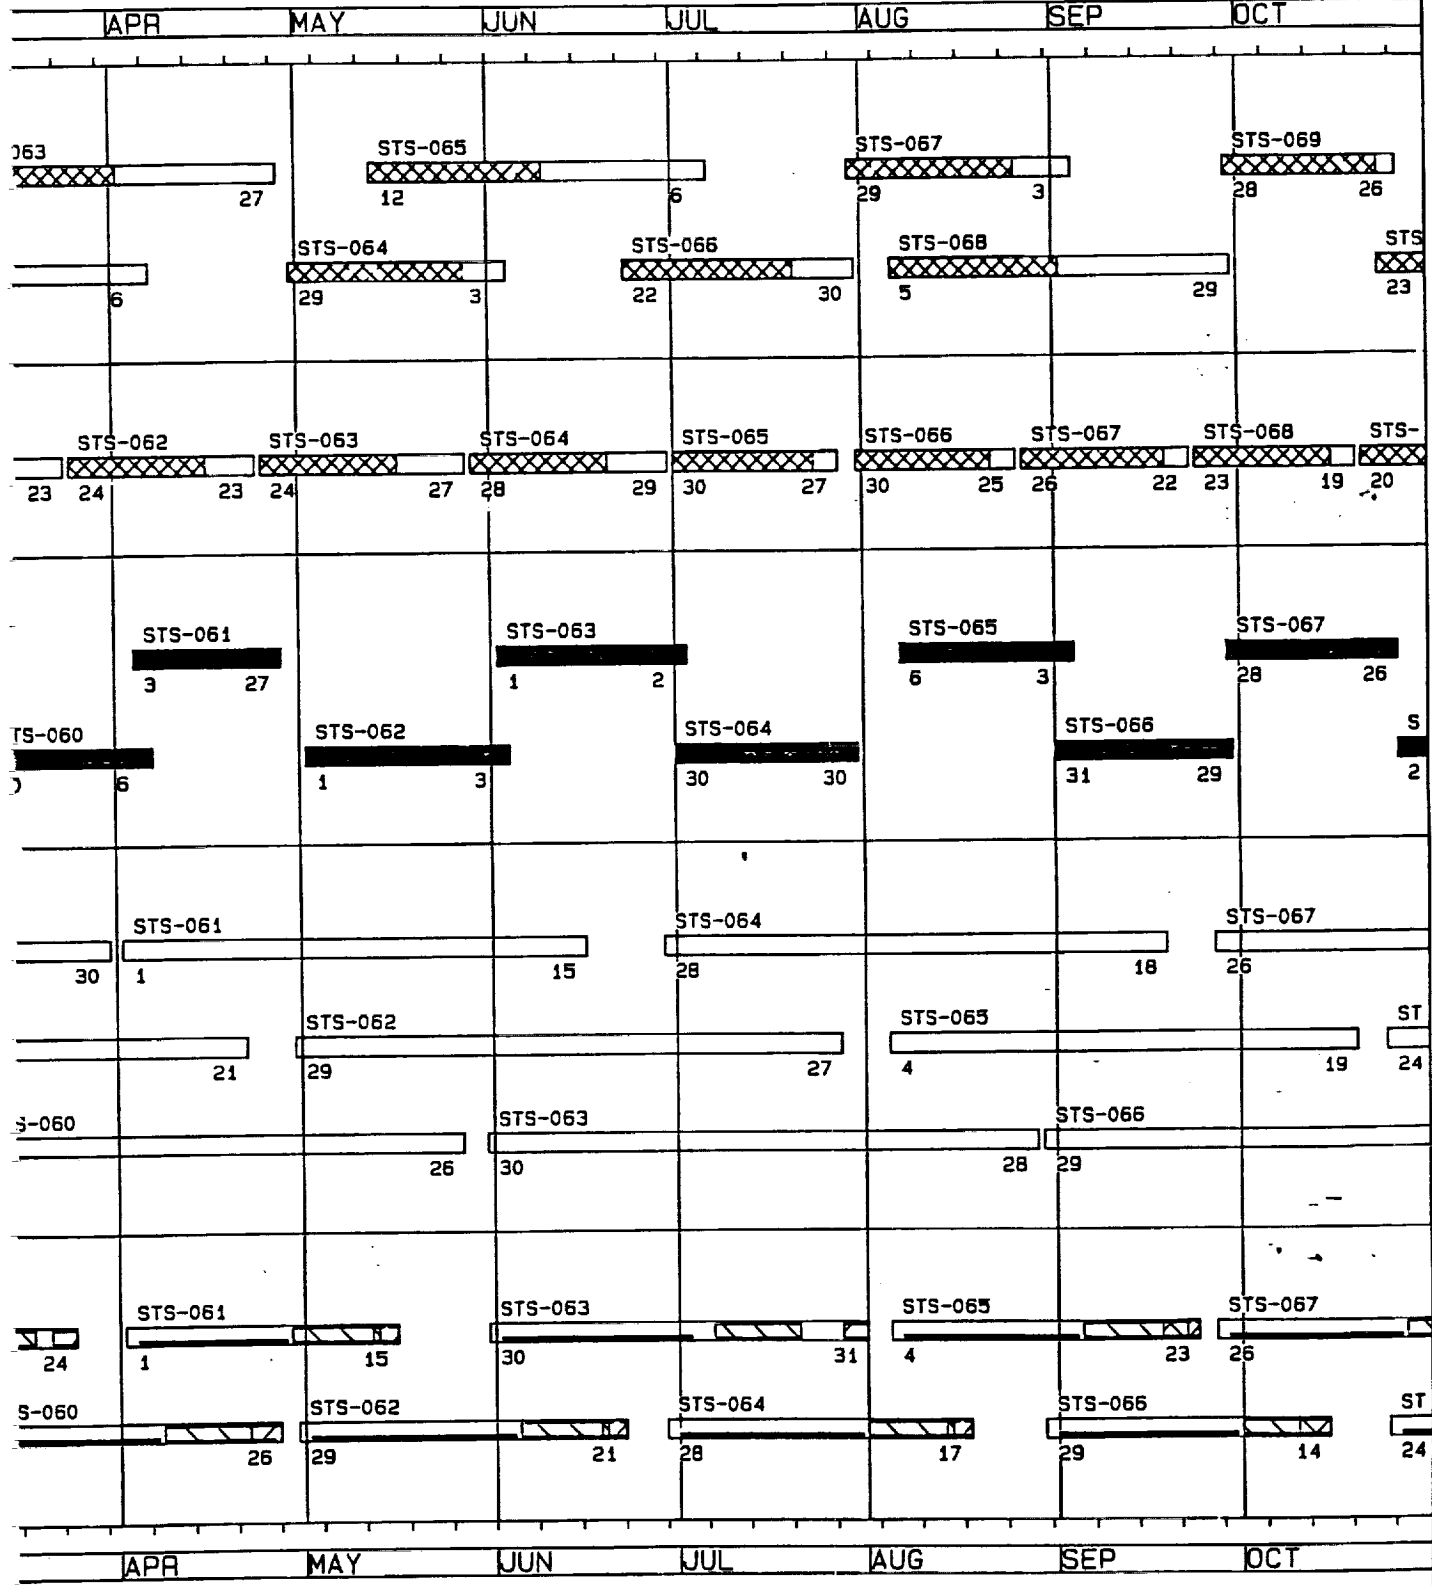 APR MAY JUN JUL AUG SEP OCT
063 STS-065 STS-067 STS-069
27 12 6 29 3 28 26
STS-064 STS-066 STS-068 STS
6 29 3 22 30 5 29 23
STS-062 STS-063 STS-064 STS-065 STS-066 STS-067 STS-068 STS-
23 24 23 24 27 28 29 30 27 30 25 26 22 23 19 20
STS-061 STS-063 STS-065 STS-067
3 27 1 2 6 3 28 26
TS-060 STS-062 STS-064 STS-066 S
6 1 3 30 30 31 29 2
STS-061 STS-064 STS-067
30 1 15 28 18 26
STS-062 STS-065 ST
21 29 27 4 19 24
S-060 STS-063 STS-066
26 30 28 29
STS-061 STS-063 STS-065 STS-067
24 1 15 30 31 4 23 26
S-060 STS-062 STS-064 STS-066 ST
26 29 21 28 17 29 14 24
APR MAY JUN JUL AUG SEP OCT